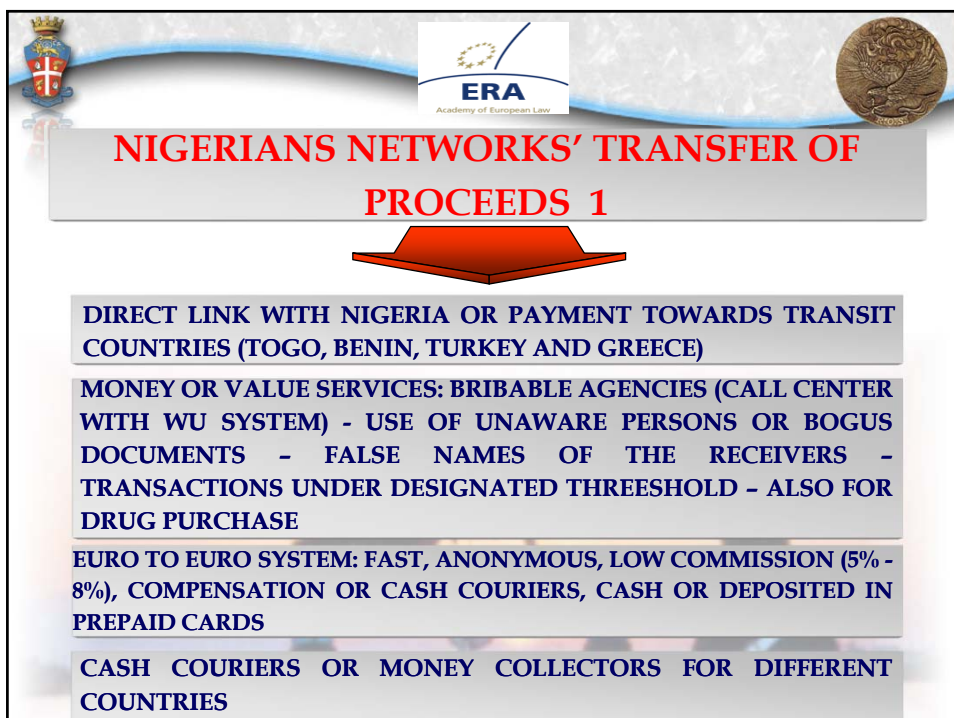 ERA
Academy of European Law
R.O.S.
NIGERIANS NETWORKS’ TRANSFER OF
PROCEEDS 1
DIRECT LINK WITH NIGERIA OR PAYMENT TOWARDS TRANSIT
COUNTRIES (TOGO, BENIN, TURKEY AND GREECE)
MONEY OR VALUE SERVICES: BRIBABLE AGENCIES (CALL CENTER
WITH WU SYSTEM) - USE OF UNAWARE PERSONS OR BOGUS
DOCUMENTS – FALSE NAMES OF THE RECEIVERS –
TRANSACTIONS UNDER DESIGNATED THREESHOLD – ALSO FOR
DRUG PURCHASE
EURO TO EURO SYSTEM: FAST, ANONYMOUS, LOW COMMISSION (5% -
8%), COMPENSATION OR CASH COURIERS, CASH OR DEPOSITED IN
PREPAID CARDS
CASH COURIERS OR MONEY COLLECTORS FOR DIFFERENT
COUNTRIES